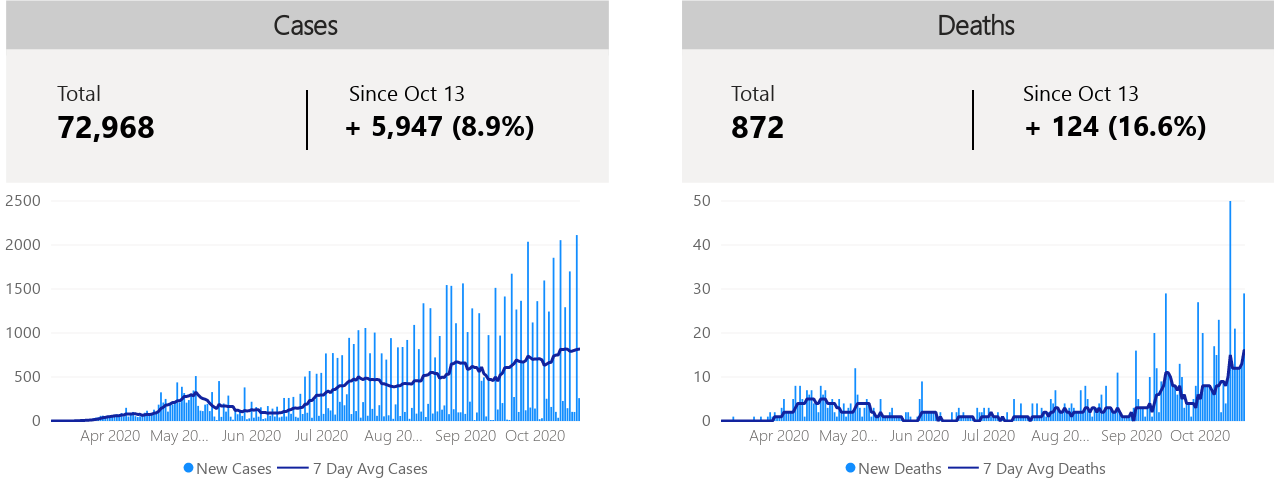 Cases
Total
72,968
Since Oct 13
+ 5,947 (8.9%)
2500
2000
1500
1000
500
0
Apr 2020 May 20... Jun 2020 Jul 2020 Aug 20... Sep 2020 Oct 2020
New Cases 7 Day Avg Cases
Deaths
Total
872
Since Oct 13
+ 124 (16.6%)
50
40
30
20
10
0
Apr 2020 May 20... Jun 2020 Jul 2020 Aug 20... Sep 2020 Oct 2020
New Deaths 7 Day Avg Deaths